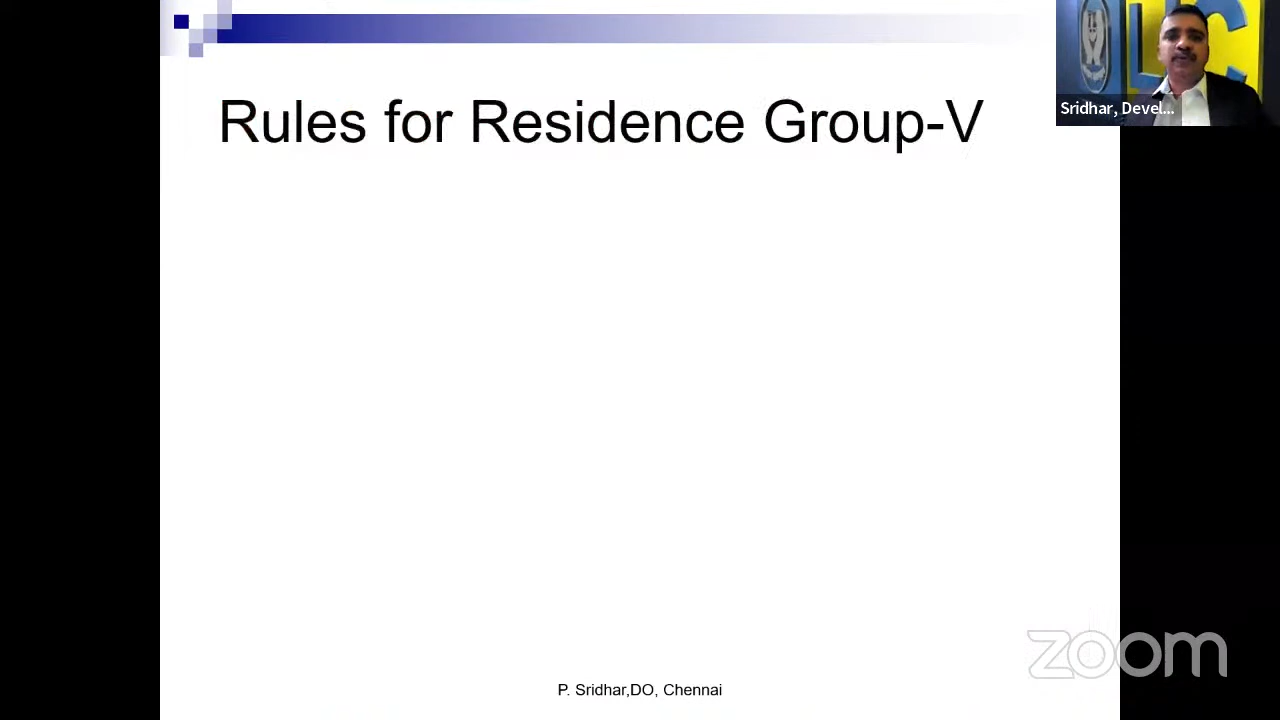 Rules for Residence Group-V
Sridhar, Devel...
zoom
P. Sridhar,DO, Chennai